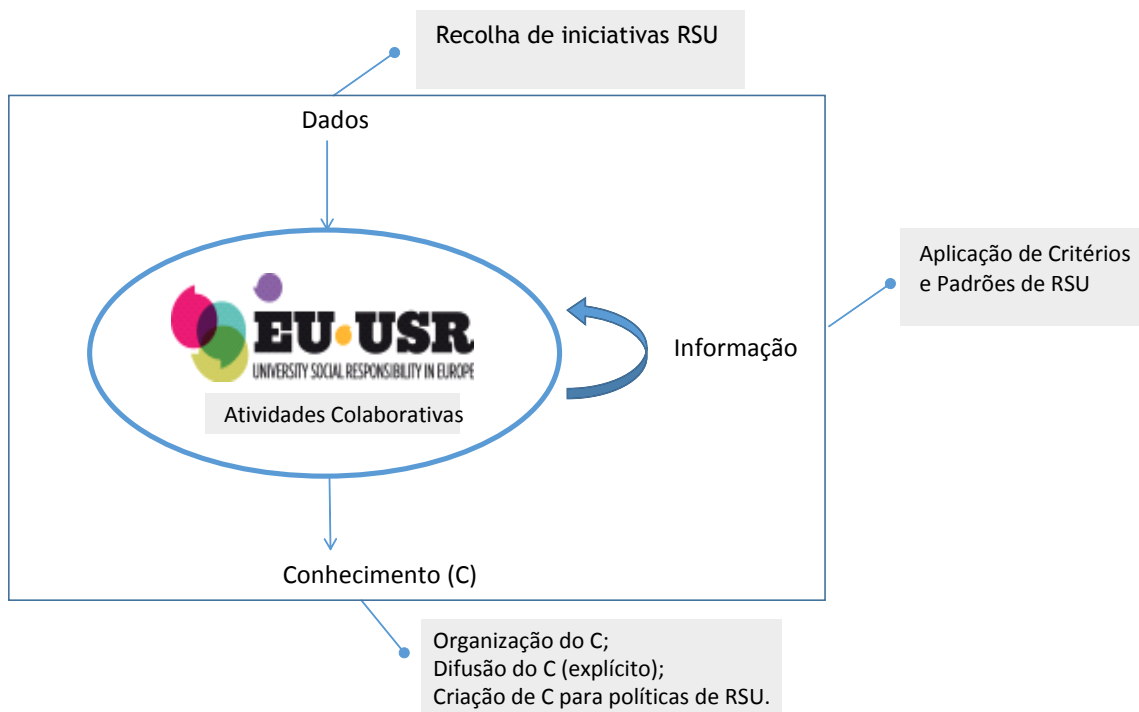 Recolha de iniciativas RSU
Dados
Aplicação de Critérios
e Padrões de RSU
EU•USR
UNIVERSITY SOCIAL RESPONSIBILITY IN EUROPE
Informação
Atividades Colaborativas
Conhecimento (C)
Organização do C;
Difusão do C (explícito);
Criação de C para políticas de RSU.